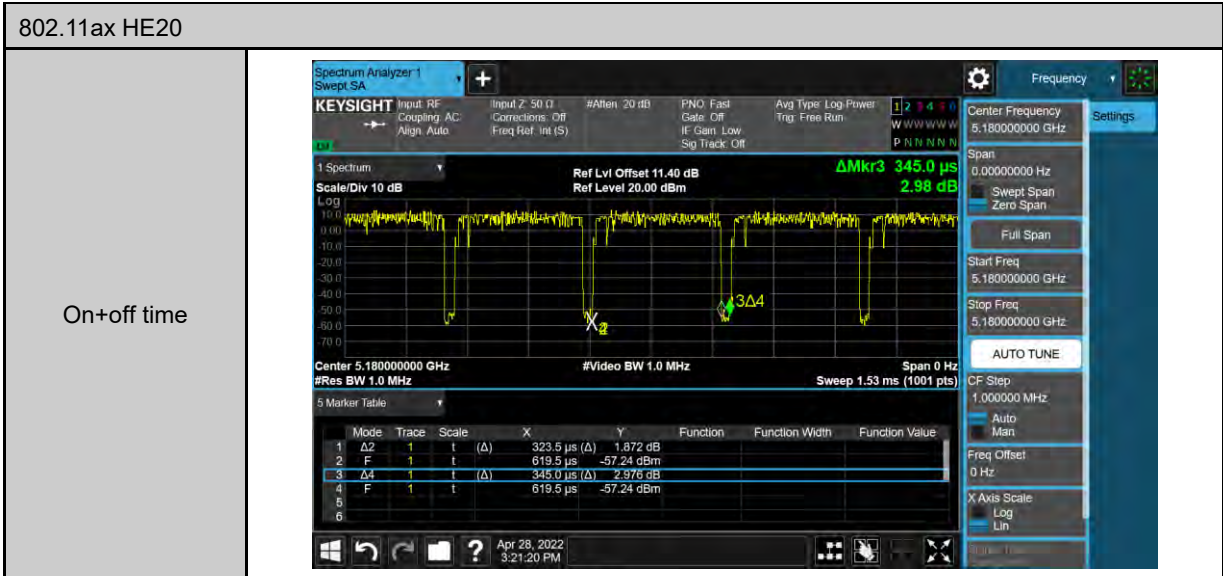 802.11ax HE20
On+off time
Spectrum Analyzer 1
Swept SA
+
Frequency
KEYSIGHT Input: RF Input Z: 50 Ω #Atten: 20 dB PNO: Fast Avg Type: Log-Power 1 2 3 4 5 6
Coupling: AC Corrections: Off Gate: Off Trig: Free Run W W W W W W
Align: Auto Freq Ref: Int (S) IF Gain: Low P N N N N N
Sig Track: Off
1 Spectrum
Ref Lvl Offset 11.40 dB
ΔMkr3 345.0 µs
Scale/Div 10 dB Ref Level 20.00 dBm 2.98 dB
Log
10.0
0.00
-10.0
-20.0
-30.0
-40.0
-50.0
-60.0
-70.0
3Δ4
Center 5.180000000 GHz #Video BW 1.0 MHz Span 0 Hz
#Res BW 1.0 MHz Sweep 1.53 ms (1001 pts)
5 Marker Table
Mode Trace Scale X Y Function Function Width Function Value
1 Δ2 1 t (Δ) 323.5 µs (Δ) 1.872 dB
2 F 1 t 619.5 µs -57.24 dBm
3 Δ4 1 t (Δ) 345.0 µs (Δ) 2.976 dB
4 F 1 t 619.5 µs -57.24 dBm
5
6
?
Apr 28, 2022
3:21:20 PM
Center Frequency
5.180000000 GHz
Settings
Span
0.00000000 Hz
Swept Span
Zero Span
Full Span
Start Freq
5.180000000 GHz
Stop Freq
5.180000000 GHz
AUTO TUNE
CF Step
1.000000 MHz
Auto
Man
Freq Offset
0 Hz
X Axis Scale
Log
Lin